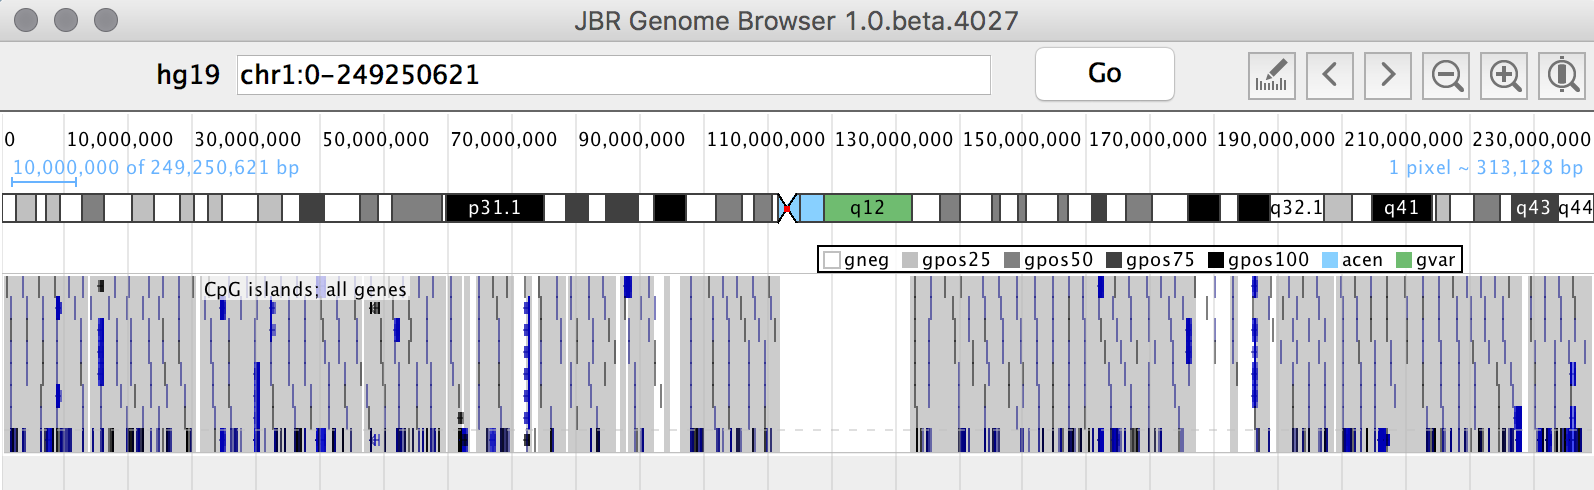 JBR Genome Browser 1.0.beta.4027
hg19 chr1:0-249250621 Go
0 10,000,000 30,000,000 50,000,000 70,000,000 90,000,000 110,000,000 130,000,000 150,000,000 170,000,000 190,000,000 210,000,000 230,000,000
10,000,000 of 249,250,621 bp 1 pixel ~ 313,128 bp
p31.1 q12 q32.1 q41 q43 q44
gneg gpos25 gpos50 gpos75 gpos100 acen gvar
CpG islands; all genes